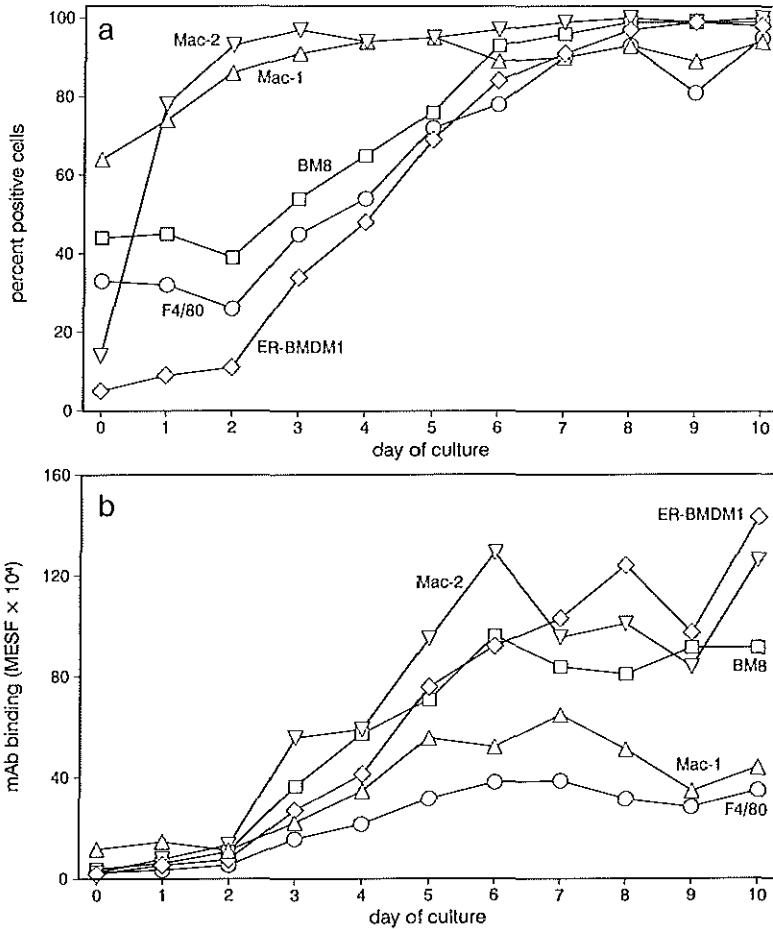 a
100
80
60
40
20
0
percent positive cells
Mac-2
Mac-1
BM8
F4/80
ER-BMDM1
0 1 2 3 4 5 6 7 8 9 10
day of culture
b
160
120
80
40
0
mAb binding (MESF × 10⁴)
ER-BMDM1
Mac-2
BM8
Mac-1
F4/80
0 1 2 3 4 5 6 7 8 9 10
day of culture